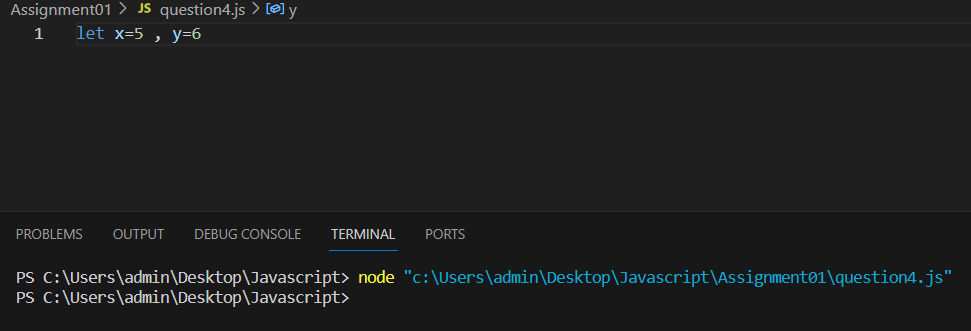 Assignment01 > JS question4.js > y
1 let x=5 , y=6
PROBLEMS OUTPUT DEBUG CONSOLE TERMINAL PORTS
PS C:\Users\admin\Desktop\Javascript> node "c:\Users\admin\Desktop\Javascript\Assignment01\question4.js"
PS C:\Users\admin\Desktop\Javascript>